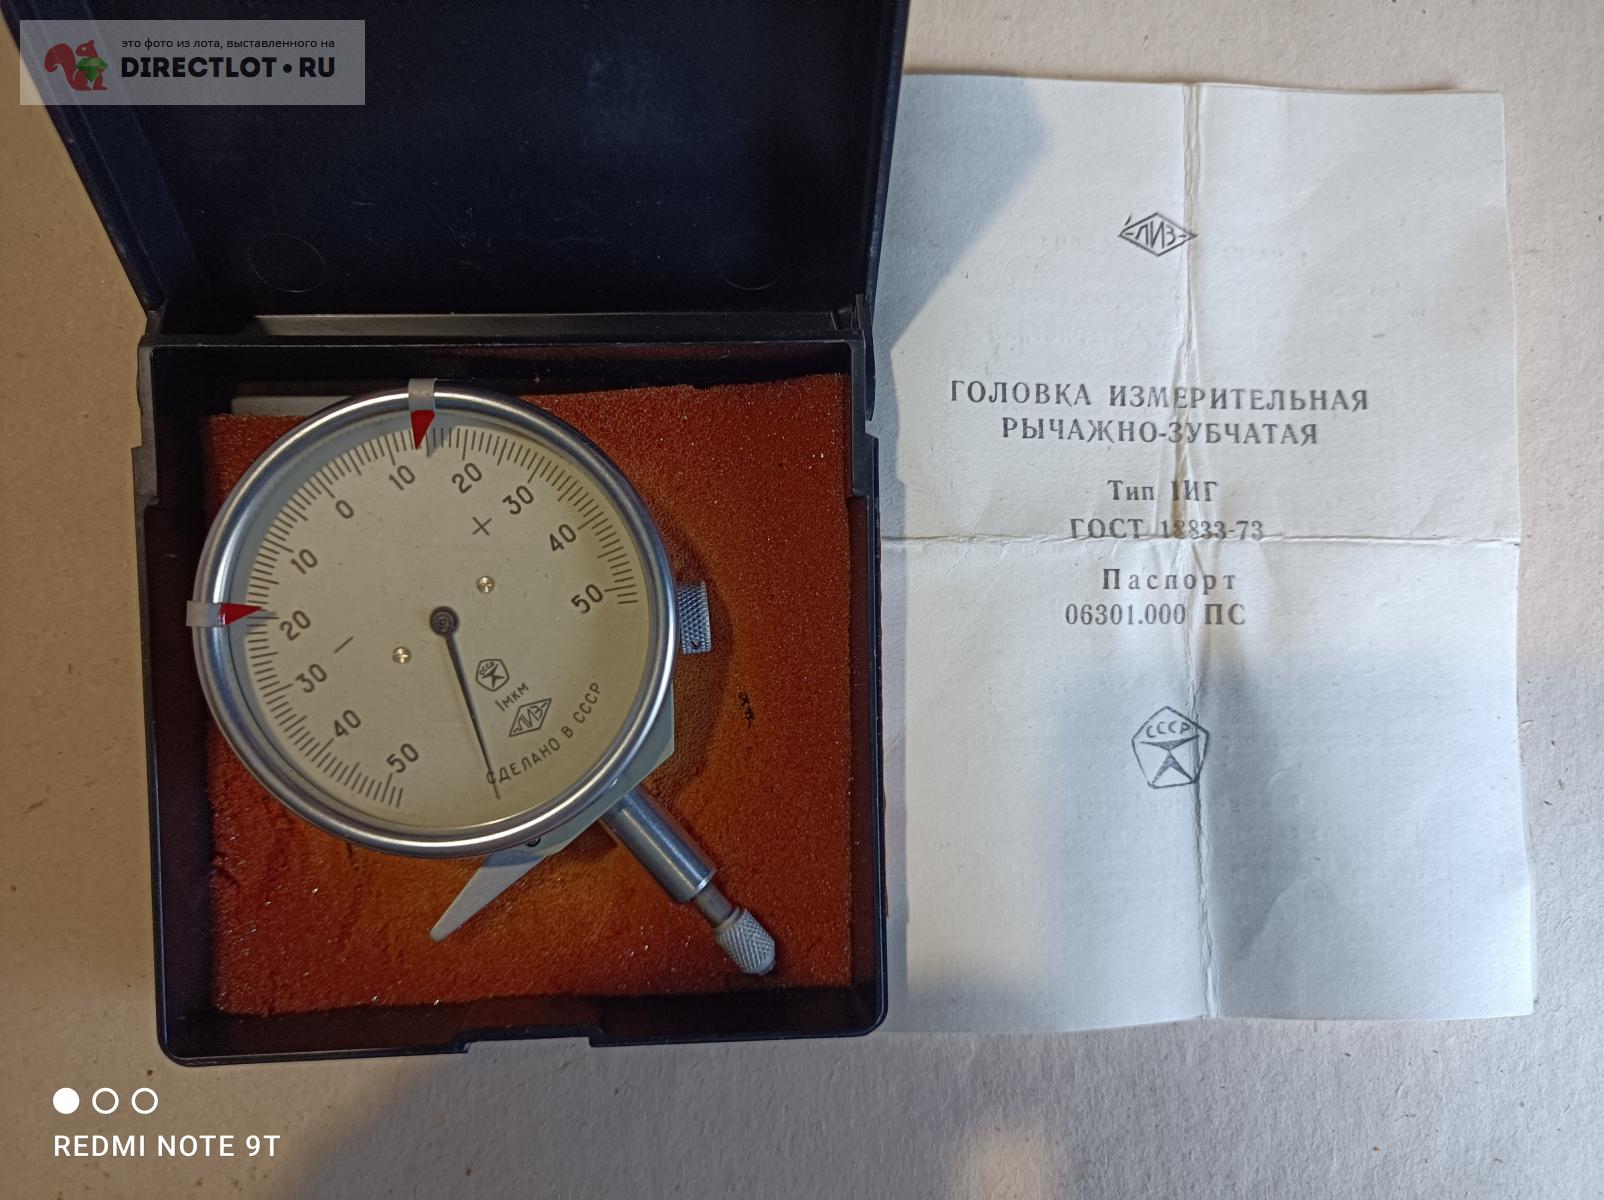 это фото из лота, выставленного на
DIRECTLOT.RU
ЛИЗ
ГОЛОВКА ИЗМЕРИТЕЛЬНАЯ
РЫЧАЖНО-ЗУБЧАТАЯ
Тип 1ИГ
ГОСТ 18833-73
Паспорт
06301.000 ПС
СССР
50 40 30 20 10 0 10 20 30 40 50
+
−
СССР
1мкм
ЛИЗ
СДЕЛАНО В СССР
REDMI NOTE 9T